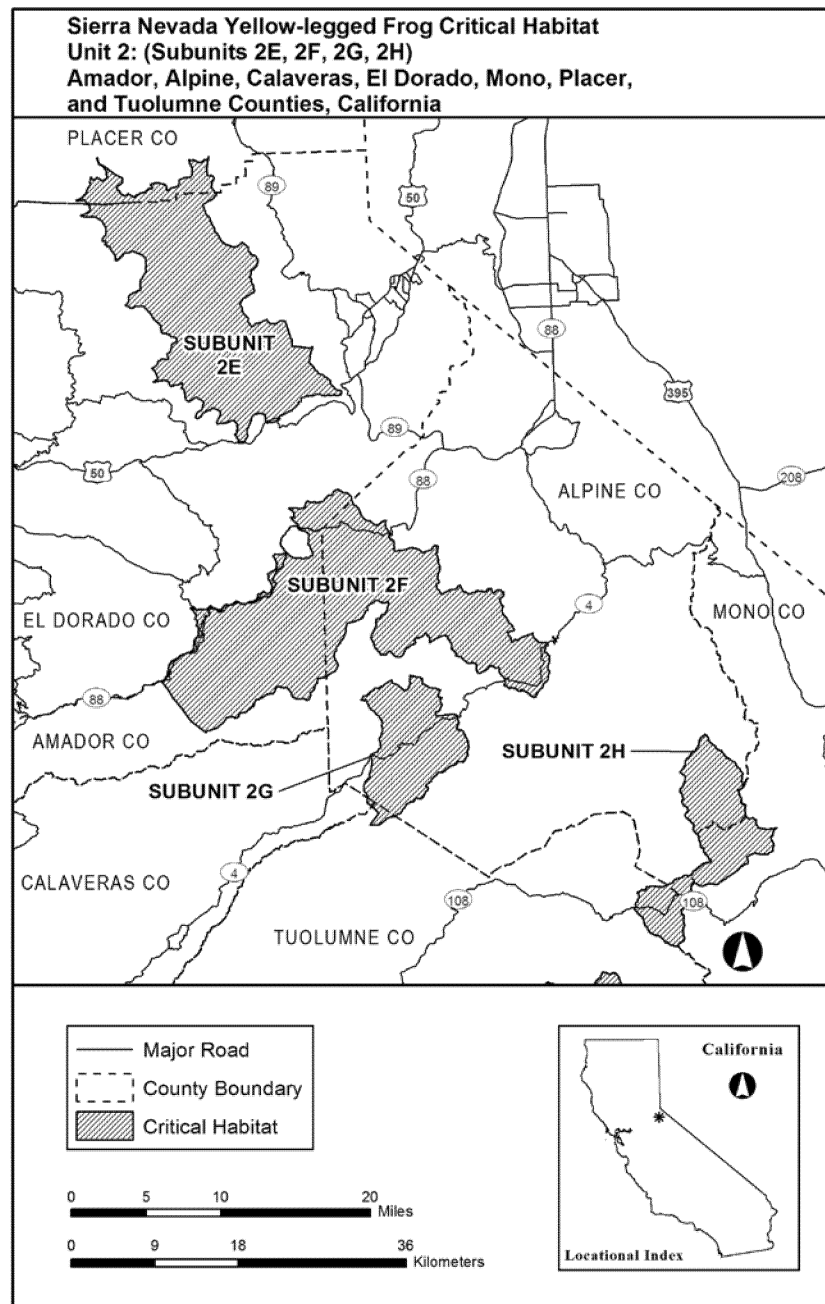 Sierra Nevada Yellow-legged Frog Critical Habitat
Unit 2: (Subunits 2E, 2F, 2G, 2H)
Amador, Alpine, Calaveras, El Dorado, Mono, Placer,
and Tuolumne Counties, California
PLACER CO
89
50
SUBUNIT
2E
88
395
89
50
88
ALPINE CO
208
SUBUNIT 2F
4
MONO CO
EL DORADO CO
88
AMADOR CO
SUBUNIT 2H
SUBUNIT 2G
4
CALAVERAS CO
108
108
TUOLUMNE CO
Major Road
County Boundary
Critical Habitat
California
0 5 10 20
Miles
0 9 18 36
Kilometers
Locational Index